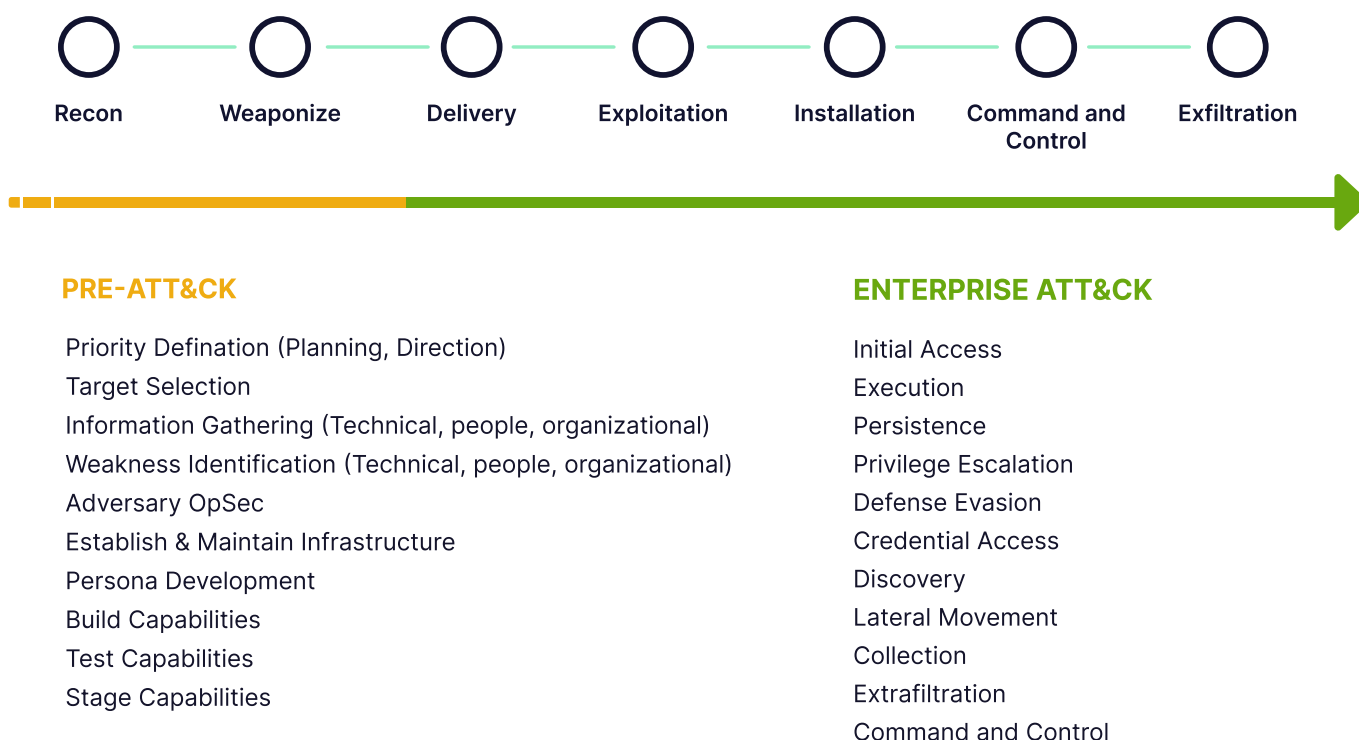 Recon
Weaponize
Delivery
Exploitation
Installation
Command and
Control
Exfiltration
PRE-ATT&CK
Priority Defination (Planning, Direction)
Target Selection
Information Gathering (Technical, people, organizational)
Weakness Identification (Technical, people, organizational)
Adversary OpSec
Establish & Maintain Infrastructure
Persona Development
Build Capabilities
Test Capabilities
Stage Capabilities
ENTERPRISE ATT&CK
Initial Access
Execution
Persistence
Privilege Escalation
Defense Evasion
Credential Access
Discovery
Lateral Movement
Collection
Extrafiltration
Command and Control